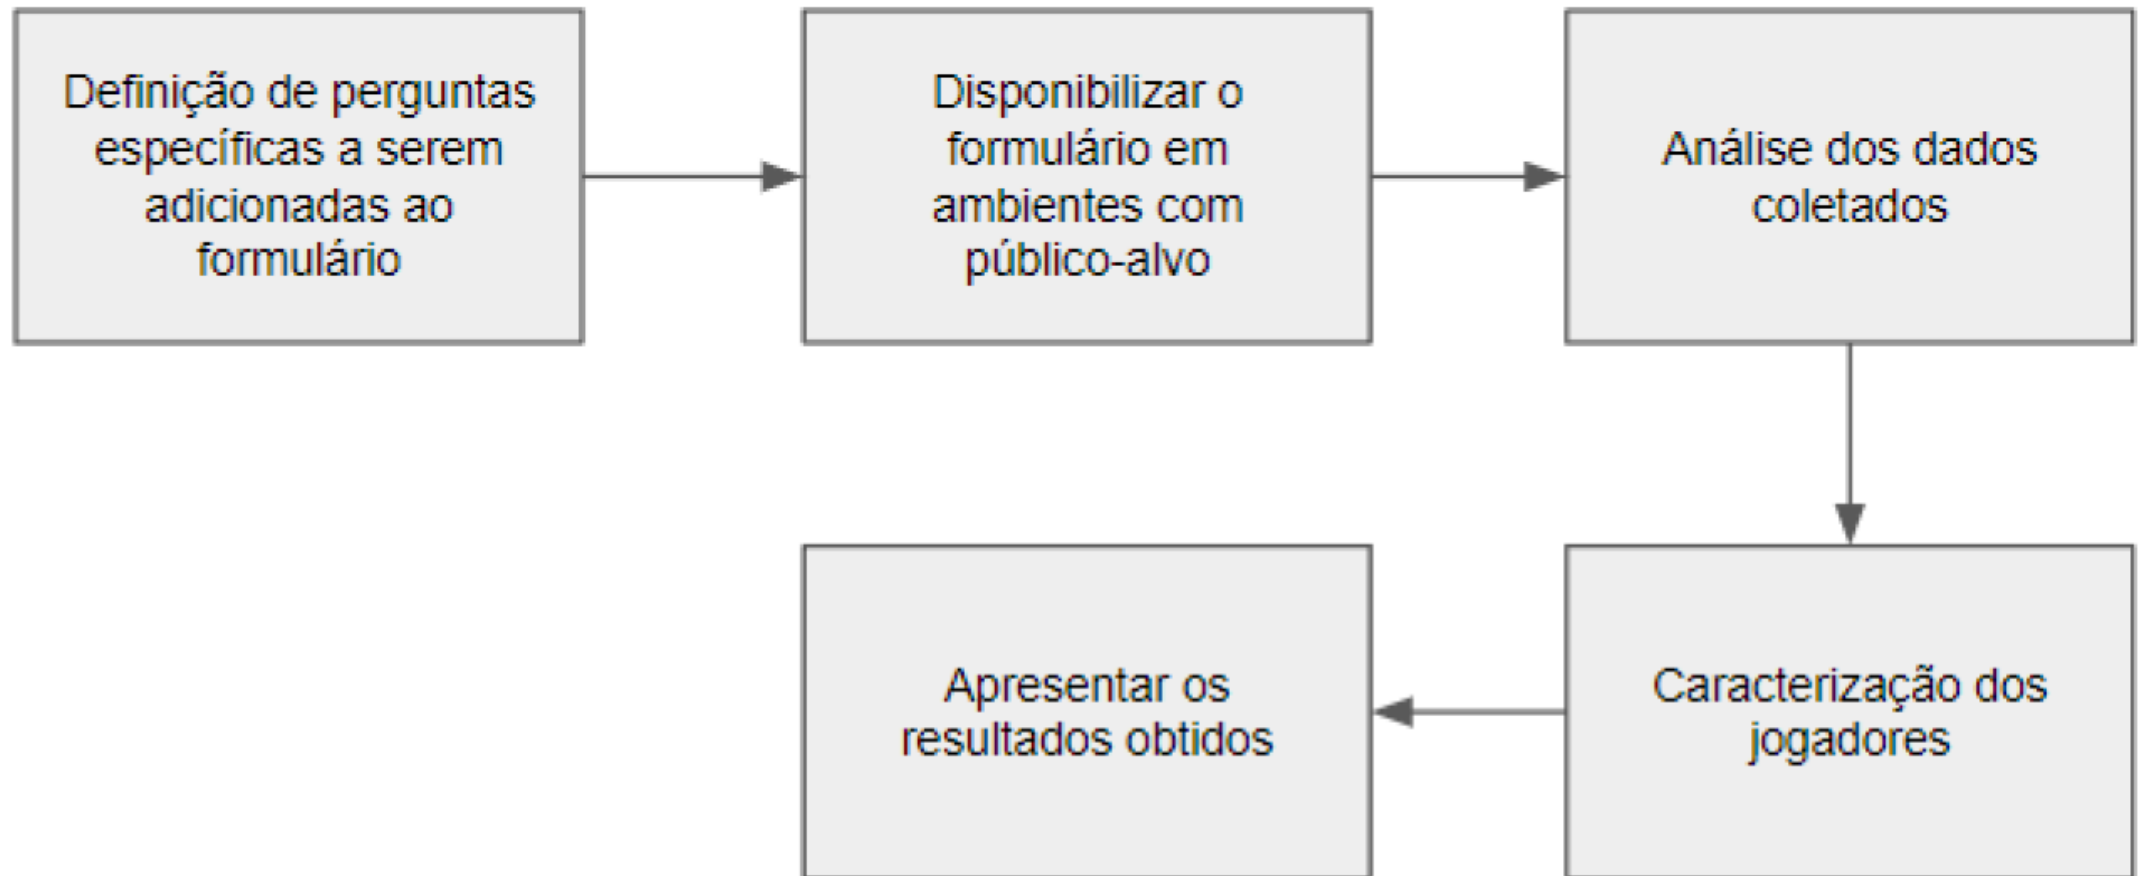 Definição de perguntas
específicas a serem
adicionadas ao
formulário
Disponibilizar o
formulário em
ambientes com
público-alvo
Análise dos dados
coletados
Caracterização dos
jogadores
Apresentar os
resultados obtidos